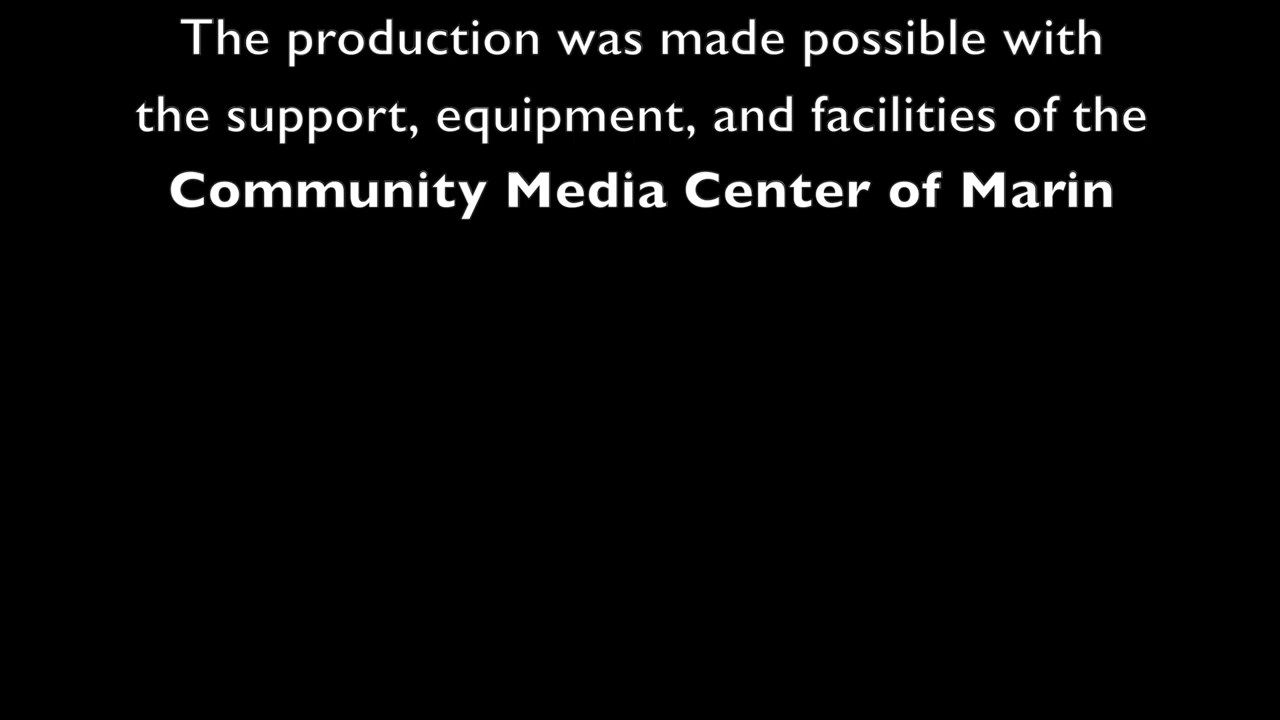 The production was made possible with
the support, equipment, and facilities of the
Community Media Center of Marin